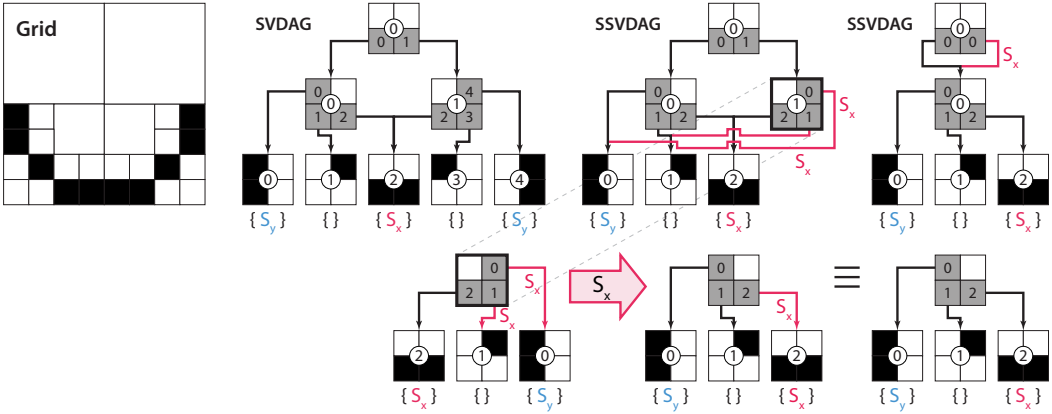 Grid
SVDAG
0
0 1
0
0
1 2
4
1
2 3
0
1
2
3
4
{ Sy } { } { Sx } { } { Sy }
SSVDAG
0
0 1
0
0
1 2
0
1
2 1
Sx
Sx
0
1
2
{ Sy } { } { Sx }
SSVDAG
0
0 0
Sx
0
0
1 2
0
1
2
{ Sy } { } { Sx }
0
2 1
Sx
Sx
2
1
0
{ Sx } { } { Sy }
Sx
0
1 2
Sx
0
1
2
{ Sy } { } { Sx }
≡
0
1 2
0
1
2
{ Sy } { } { Sx }